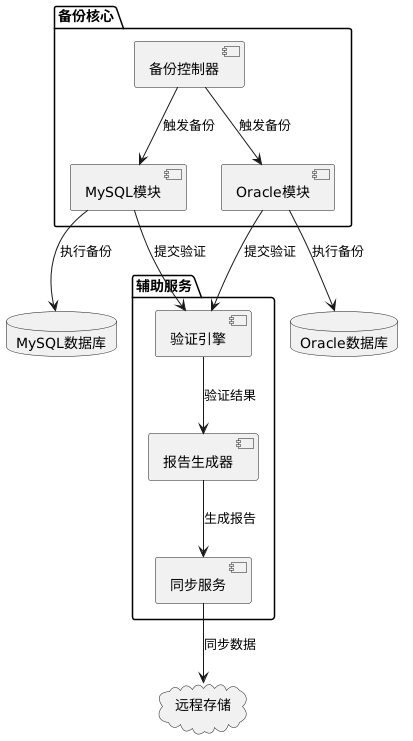 备份核心
备份控制器
触发备份
触发备份
MySQL模块
Oracle模块
执行备份
提交验证
提交验证
执行备份
辅助服务
验证引擎
MySQL数据库
Oracle数据库
验证结果
报告生成器
生成报告
同步服务
同步数据
远程存储